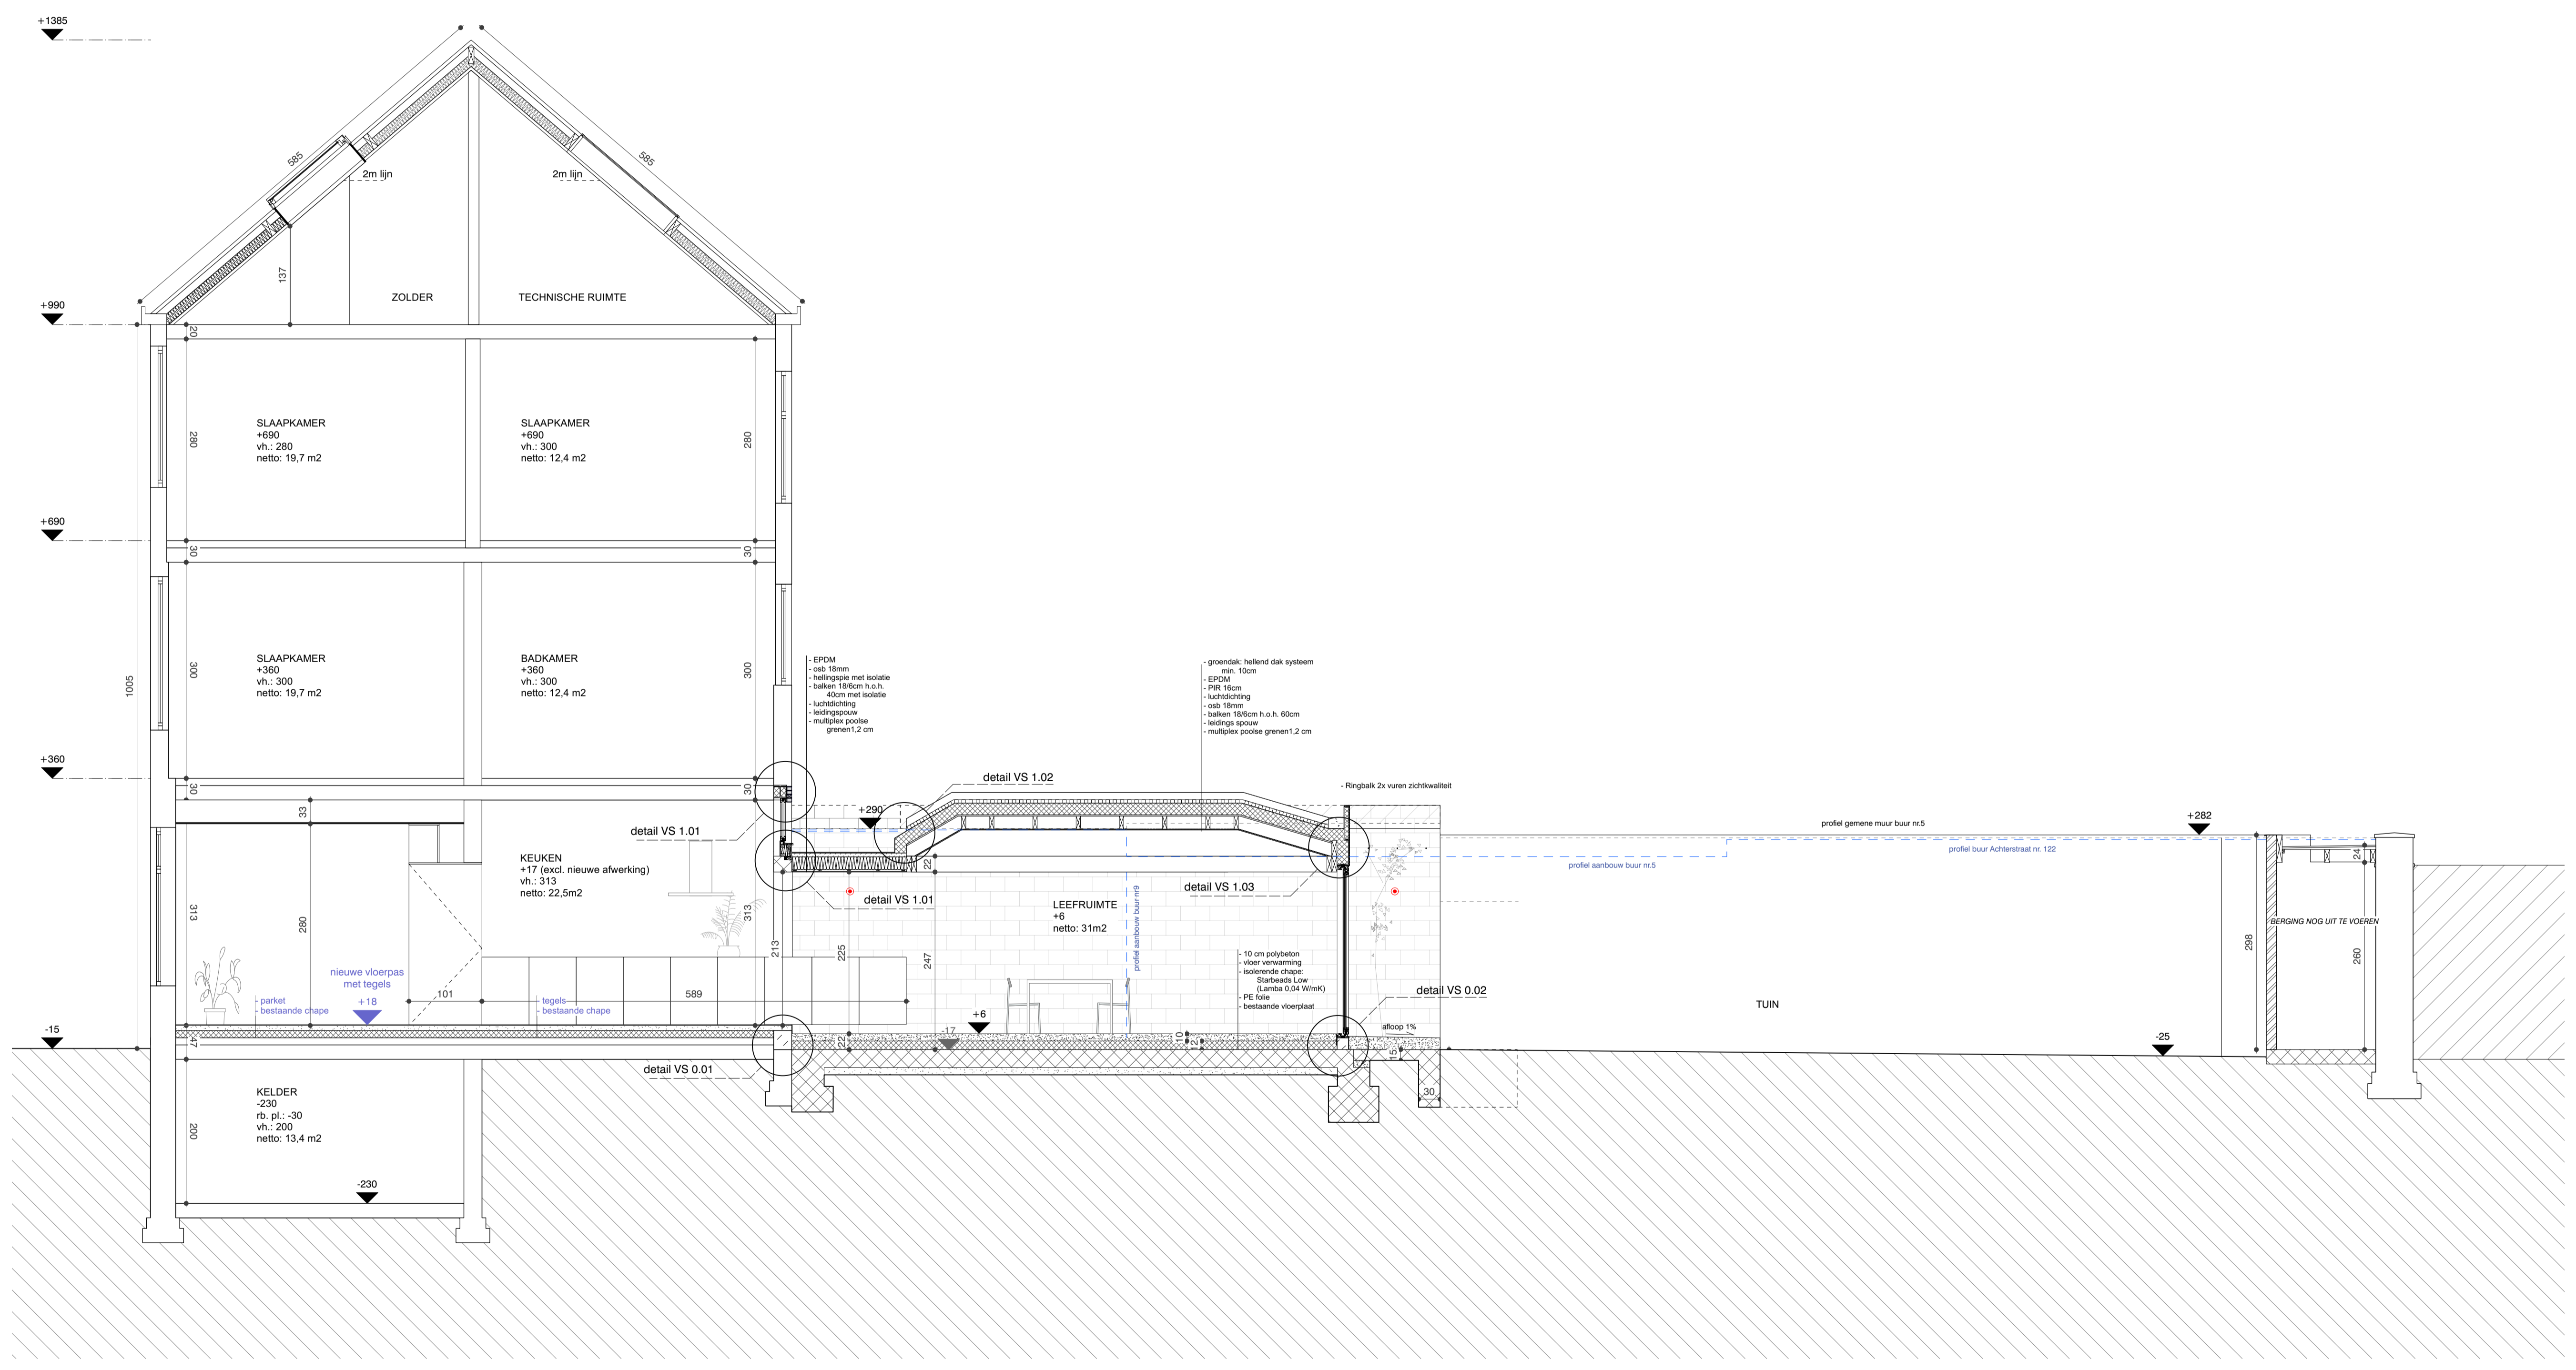 +1385
585
585
2m lijn
2m lijn
137
ZOLDER
TECHNISCHE RUIMTE
+990
20
280
SLAAPKAMER
+690
vh.: 280
netto: 19,7 m2
SLAAPKAMER
+690
vh.: 300
netto: 12,4 m2
280
+690
30
30
1005
300
SLAAPKAMER
+360
vh.: 300
netto: 19,7 m2
BADKAMER
+360
vh.: 300
netto: 12,4 m2
300
- EPDM
- osb 18mm
- hellingspie met isolatie
- balken 18/6cm h.o.h.
40cm met isolatie
- luchtdichting
- leidingspouw
- multiplex poolse
grenen1,2 cm
- groendak: hellend dak systeem
min. 10cm
- EPDM
- PIR 16cm
- luchtdichting
- osb 18mm
- balken 18/6cm h.o.h. 60cm
- leidings spouw
- multiplex poolse grenen1,2 cm
+360
30
30
33
detail VS 1.02
- Ringbalk 2x vuren zichtkwaliteit
+290
detail VS 1.01
profiel gemene muur buur nr.5
+282
profiel buur Achterstraat nr. 122
profiel aanbouw buur nr.5
24
KEUKEN
+17 (excl. nieuwe afwerking)
vh.: 313
netto: 22,5m2
22
detail VS 1.01
detail VS 1.03
LEEFRUIMTE
+6
netto: 31m2
profiel aanbouw buur nr9
313
280
313
213
225
247
298
BERGING NOG UIT TE VOEREN
260
- 10 cm polybeton
- vloer verwarming
- isolerende chape:
Starbeads Low
(Lamba 0,04 W/mK)
- PE folie
- bestaande vloerplaat
nieuwe vloerpas
met tegels
+18
- parket
- bestaande chape
101
- tegels
- bestaande chape
589
detail VS 0.02
TUIN
-15
+6
-17
afloop 1%
-25
47
22
10
12
15
detail VS 0.01
30
KELDER
-230
rb. pl.: -30
vh.: 200
netto: 13,4 m2
200
-230